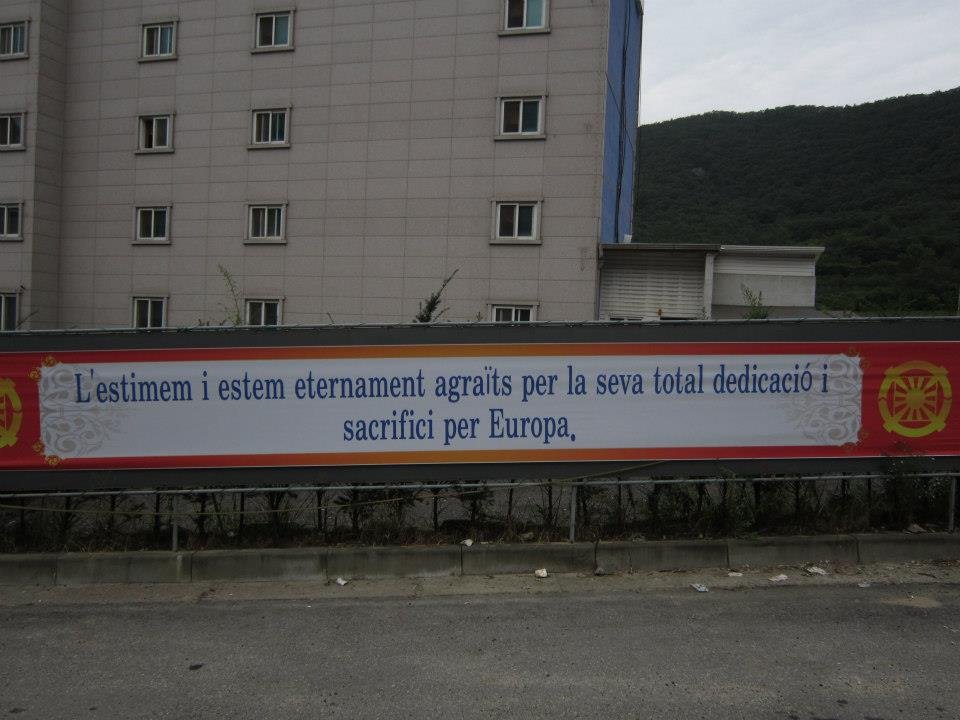 L'estimem i estem eternament agraïts per la seva total dedicació i
sacrifici per Europa.